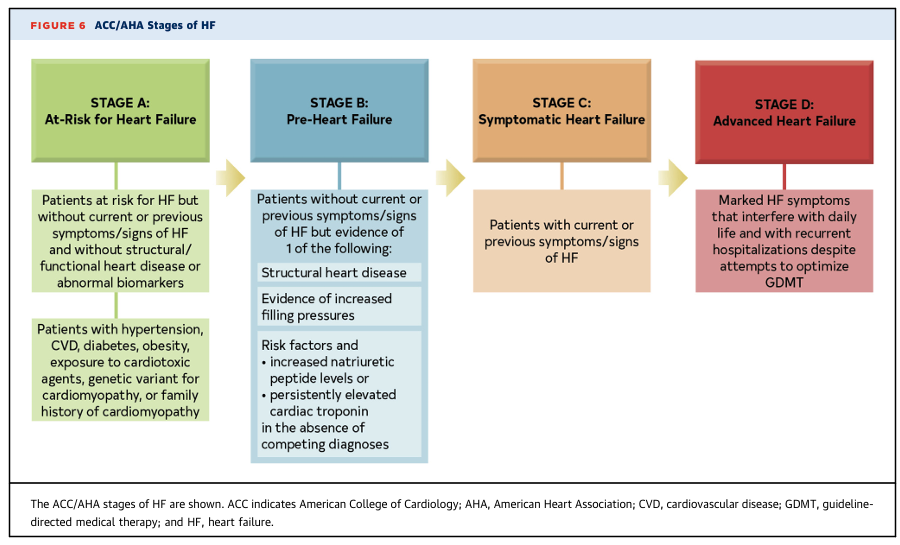 FIGURE 6 ACC/AHA Stages of HF
STAGE A:
At-Risk for Heart Failure
Patients at risk for HF but
without current or previous
symptoms/signs of HF
and without structural/
functional heart disease or
abnormal biomarkers
Patients with hypertension,
CVD, diabetes, obesity,
exposure to cardiotoxic
agents, genetic variant for
cardiomyopathy, or family
history of cardiomyopathy
STAGE B:
Pre-Heart Failure
Patients without current or
previous symptoms/signs
of HF but evidence of
1 of the following:
Structural heart disease
Evidence of increased
filling pressures
Risk factors and
• increased natriuretic
peptide levels or
• persistently elevated
cardiac troponin
in the absence of
competing diagnoses
STAGE C:
Symptomatic Heart Failure
Patients with current or
previous symptoms/signs
of HF
STAGE D:
Advanced Heart Failure
Marked HF symptoms
that interfere with daily
life and with recurrent
hospitalizations despite
attempts to optimize
GDMT
The ACC/AHA stages of HF are shown. ACC indicates American College of Cardiology; AHA, American Heart Association; CVD, cardiovascular disease; GDMT, guideline-
directed medical therapy; and HF, heart failure.